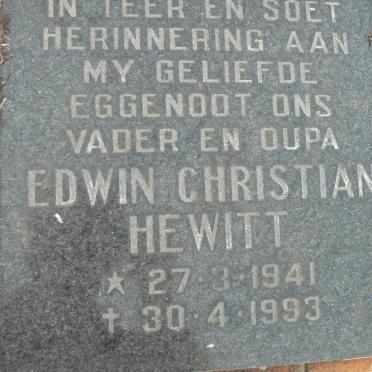 IN TEER EN SOET
HERINNERING AAN
MY GELIEFDE
EGGENOOT ONS
VADER EN OUPA
EDWIN CHRISTIAN
HEWITT
★ 27·3·1941
† 30·4·1993